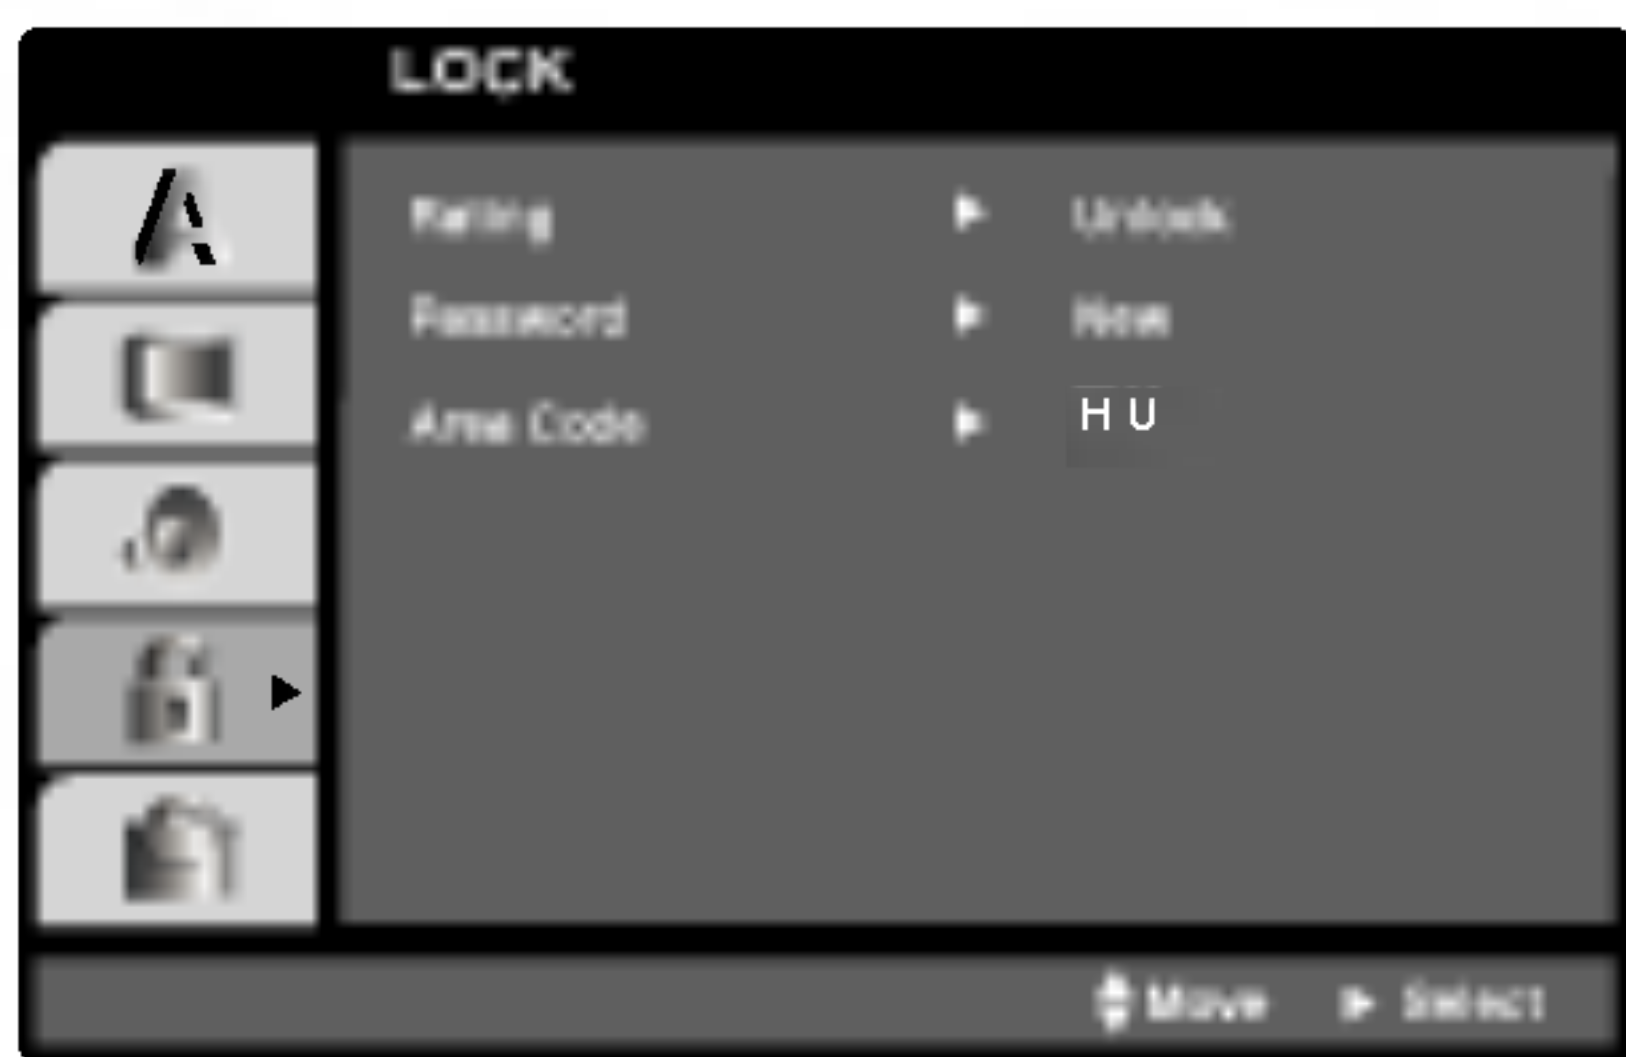 LOCK
Rating Unlock
Password New
Area Code H U
Move Select